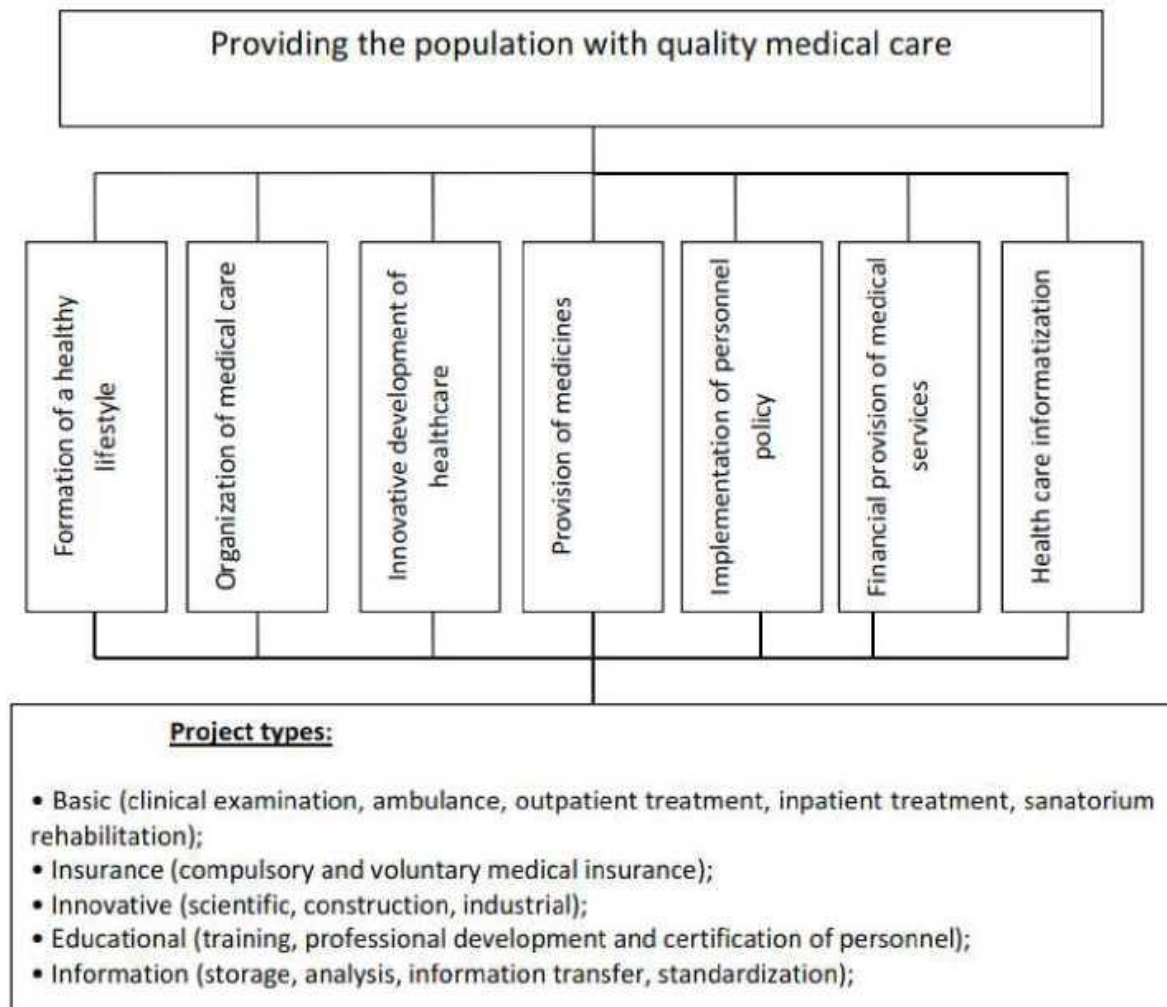 Providing the population with quality medical care
Formation of a healthy
lifestyle
Organization of medical care
Innovative development of
healthcare
Provision of medicines
Implementation of personnel
policy
Financial provision of medical
services
Health care informatization
Project types:
• Basic (clinical examination, ambulance, outpatient treatment, inpatient treatment, sanatorium
rehabilitation);
• Insurance (compulsory and voluntary medical insurance);
• Innovative (scientific, construction, industrial);
• Educational (training, professional development and certification of personnel);
• Information (storage, analysis, information transfer, standardization);